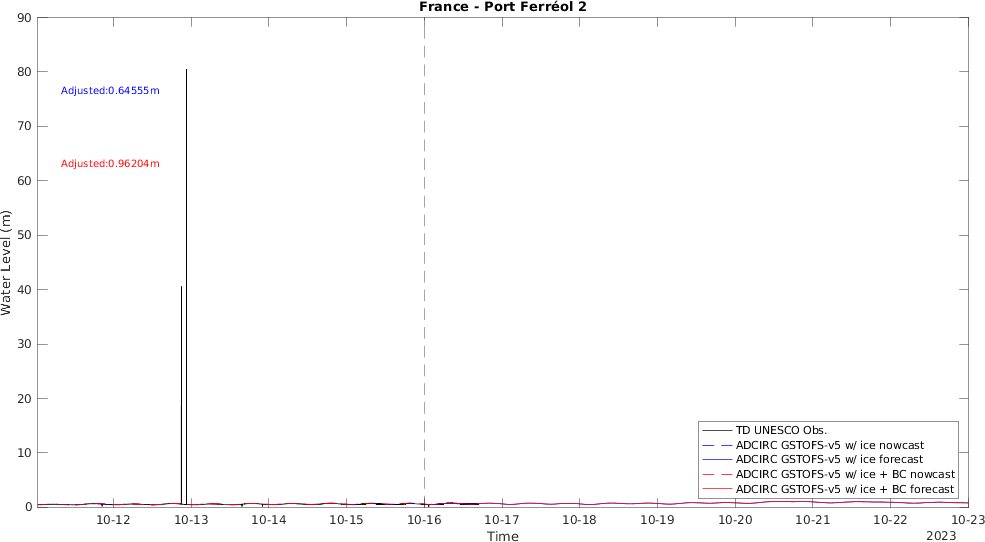 France - Port Ferréol 2
90
80
70
60
50
40
30
20
10
0
Water Level (m)
Adjusted:0.64555m
Adjusted:0.96204m
TD UNESCO Obs.
ADCIRC GSTOFS-v5 w/ ice nowcast
ADCIRC GSTOFS-v5 w/ ice forecast
ADCIRC GSTOFS-v5 w/ ice + BC nowcast
ADCIRC GSTOFS-v5 w/ ice + BC forecast
10-12 10-13 10-14 10-15 10-16 10-17 10-18 10-19 10-20 10-21 10-22 10-23
Time
2023